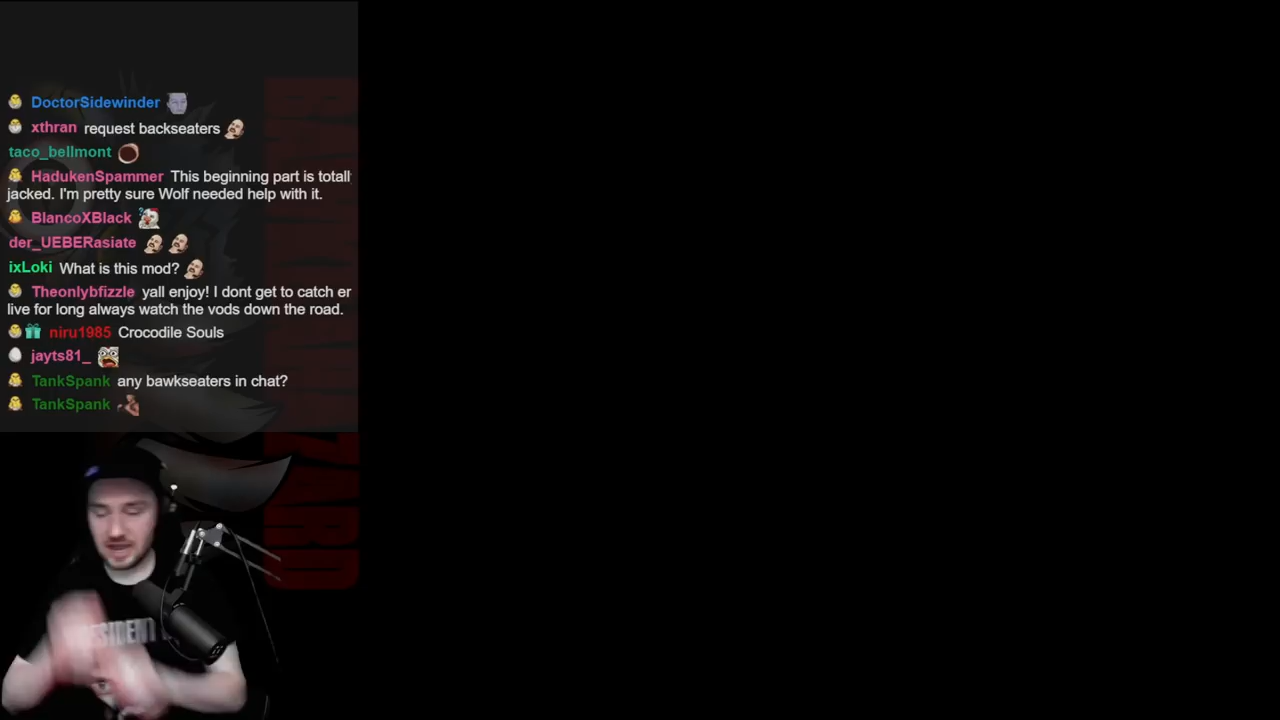 DoctorSidewinder
xthran request backseaters
taco_bellmont
HadukenSpammer This beginning part is totall
jacked. I'm pretty sure Wolf needed help with it.
BlancoXBlack
der_UEBERasiate
ixLoki What is this mod?
Theonlybfizzle yall enjoy! I dont get to catch er
live for long always watch the vods down the road.
niru1985 Crocodile Souls
jayts81_
TankSpank any bawkseaters in chat?
TankSpank